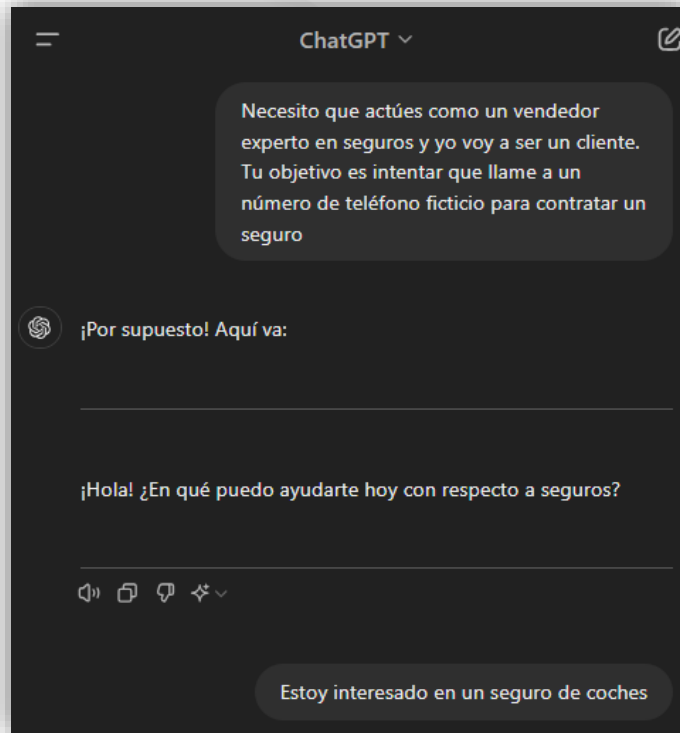 ChatGPT
Necesito que actúes como un vendedor
experto en seguros y yo voy a ser un cliente.
Tu objetivo es intentar que llame a un
número de teléfono ficticio para contratar un
seguro
¡Por supuesto! Aquí va:
¡Hola! ¿En qué puedo ayudarte hoy con respecto a seguros?
Estoy interesado en un seguro de coches